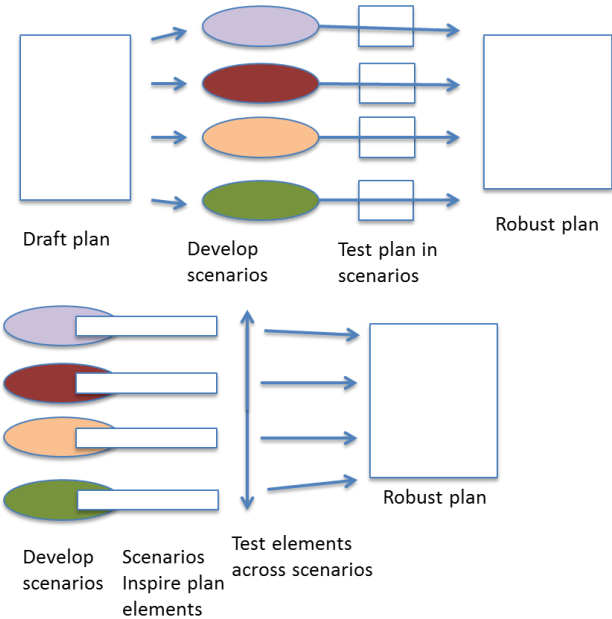 Draft plan
Develop
scenarios
Test plan in
scenarios
Robust plan
Develop
scenarios
Scenarios
Inspire plan
elements
Test elements
across scenarios
Robust plan